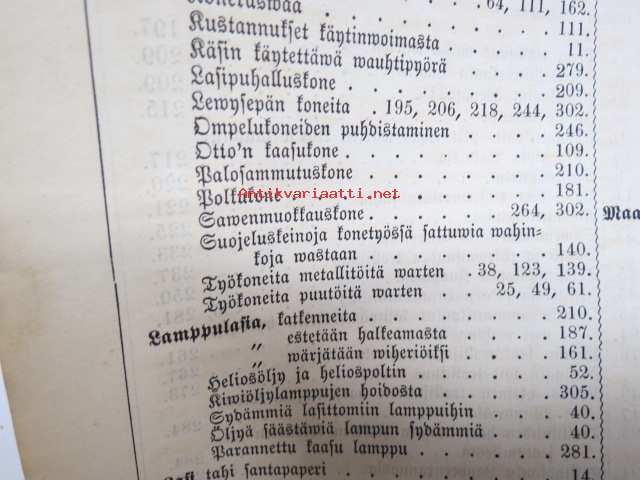 64, 111, 162.
Kustannukset käytinwoimasta . . . . 111.
Käsin käytettäwä wauhtipyörä . . . . 11.
Lasipuhalluskone . . . . . . . . 279.
Lewysepän koneita . 195, 206, 218, 244, 302.
209.
Ompelukoneiden puhdistaminen . . . . 246.
Otto'n kaasukone . . . . . . . . 109.
Palosammutuskone . . . . . . . . 210.
Polkukone . . . . . . . . 181.
Antikvariaatti.net
Sawenmuokkauskone . . . . . 264, 302.
Maa
Suojeluskeinoja konetyössä sattuwia wahin=
koja wastaan . . . . . . . . 140.
Työkoneita metallitöitä warten . 38, 123, 139.
Työkoneita puutöitä warten . . 25, 49, 61.
Lamppulasia, katkenneita . . . . . . 210.
„ estetään halkeamasta . . . . 187.
„ wärjätään wiheriöiksi . . . . 161.
Heliosöljy ja heliospoltin . . . . . 52.
Kiwiöljylamppujen hoidosta . . . . 305.
Sydämmiä lasittomiin lamppuihin . . . 40.
Öljyä säästäwiä lampun sydämmiä . . . 40.
Parannettu kaasu lamppu . . . . . . 281.
tahi santapaperi . . . . . . 14.